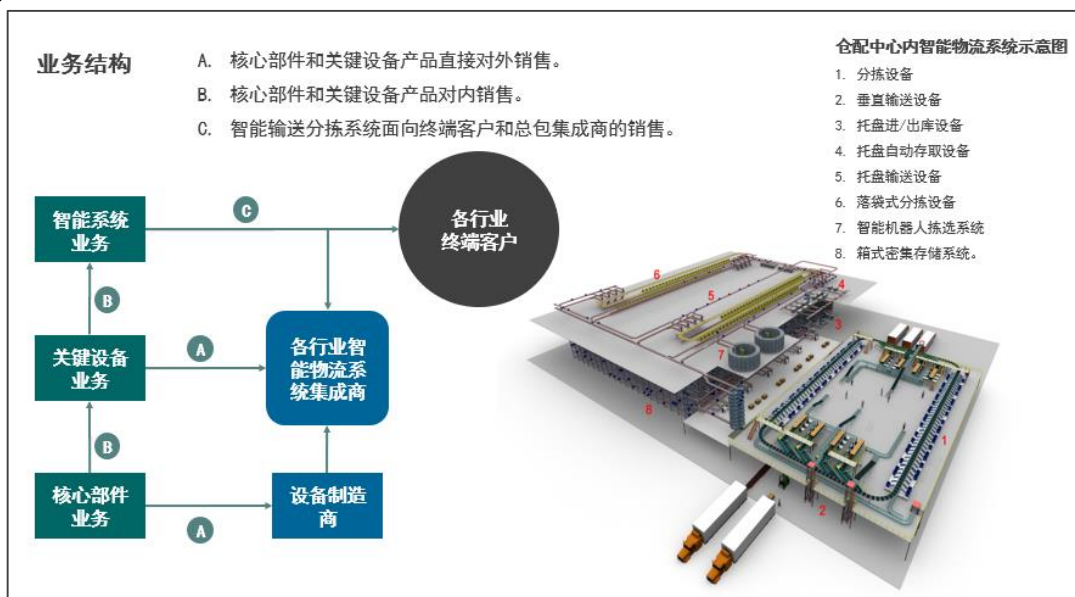 业务结构
A. 核心部件和关键设备产品直接对外销售。
B. 核心部件和关键设备产品对内销售。
C. 智能输送分拣系统面向终端客户和总包集成商的销售。
仓配中心内智能物流系统示意图
1. 分拣设备
2. 垂直输送设备
3. 托盘进/出库设备
4. 托盘自动存取设备
5. 托盘输送设备
6. 落袋式分拣设备
7. 智能机器人拣选系统
8. 箱式密集存储系统。
智能系统
业务
C
各行业
终端客户
B
关键设备
业务
A
各行业智
能物流系
统集成商
B
核心部件
业务
A
设备制造
商
6
5
4
3
7
8
1
2